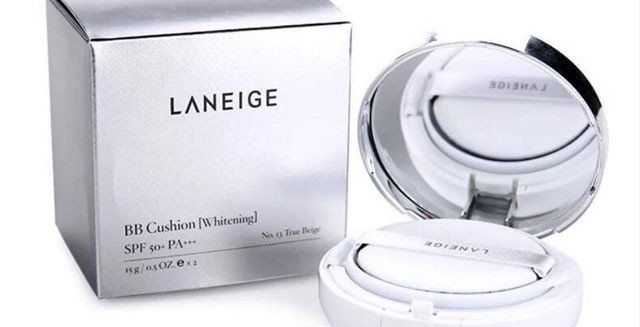 LANEIGE
BB Cushion [Whitening]
SPF 50+ PA+++
No. 13 True Beige
15g / 0.5 OZ. e x 2
LANEIGE
LANEIGE